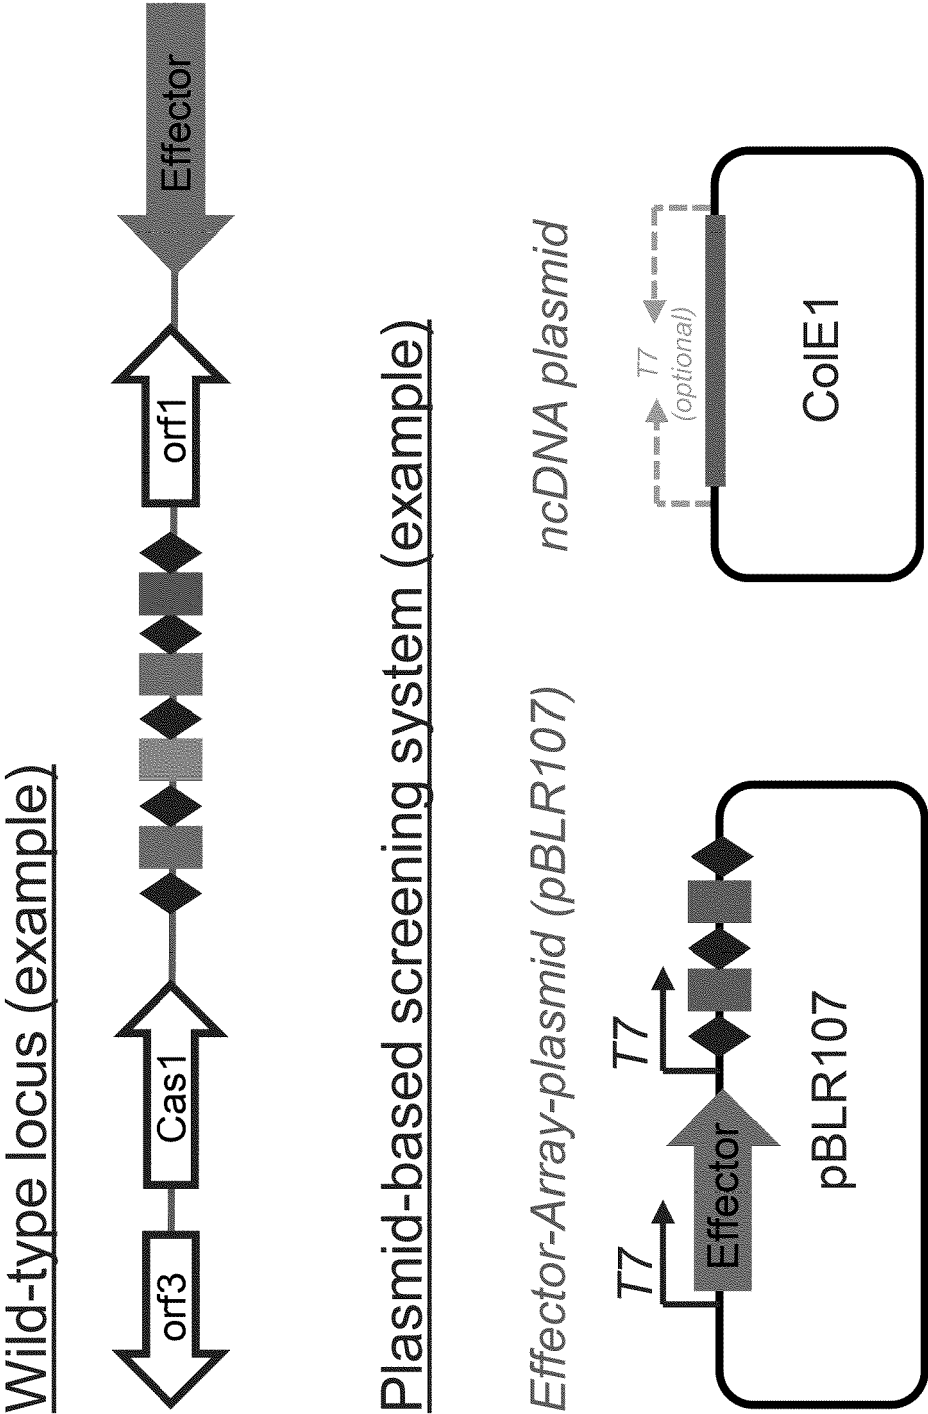 Wild-type locus (example)
orf3
Cas1
orf1
Effector
Plasmid-based screening system (example)
Effector-Array-plasmid (pBLR107)
ncDNA plasmid
T7
Effector
T7
pBLR107
T7
(optional)
ColE1